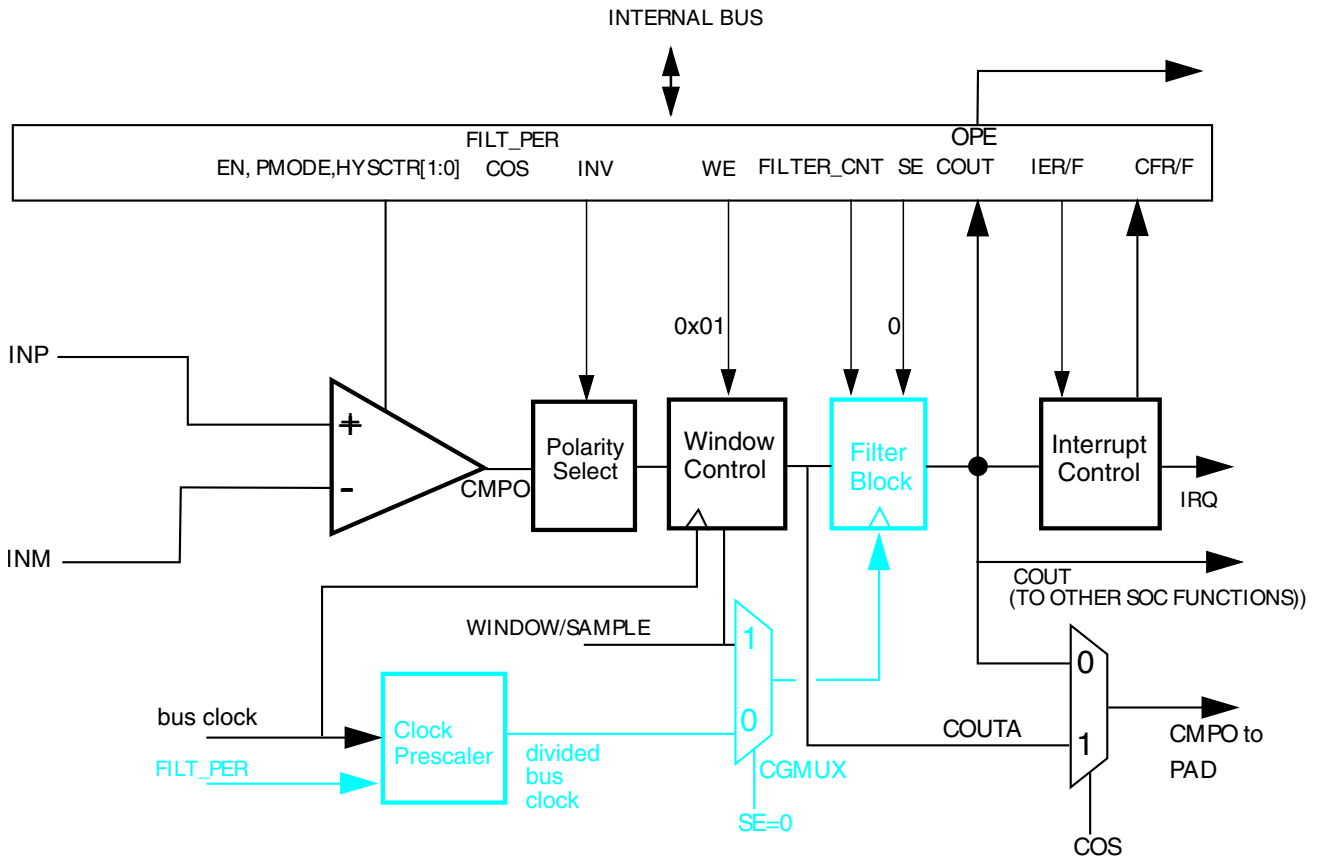 INTERNAL BUS
FILT_PER
OPE
EN, PMODE,HYSCTR[1:0]
COS
INV
WE
FILTER_CNT
SE
COUT
IER/F
CFR/F
0x01
0
INP
+
-
INM
CMPO
Polarity
Select
Window
Control
Filter
Block
Interrupt
Control
IRQ
COUT
(TO OTHER SOC FUNCTIONS))
WINDOW/SAMPLE
1
0
0
1
bus clock
FILT_PER
Clock
Prescaler
divided
bus
clock
CGMUX
SE=0
COUTA
CMPO to
PAD
COS